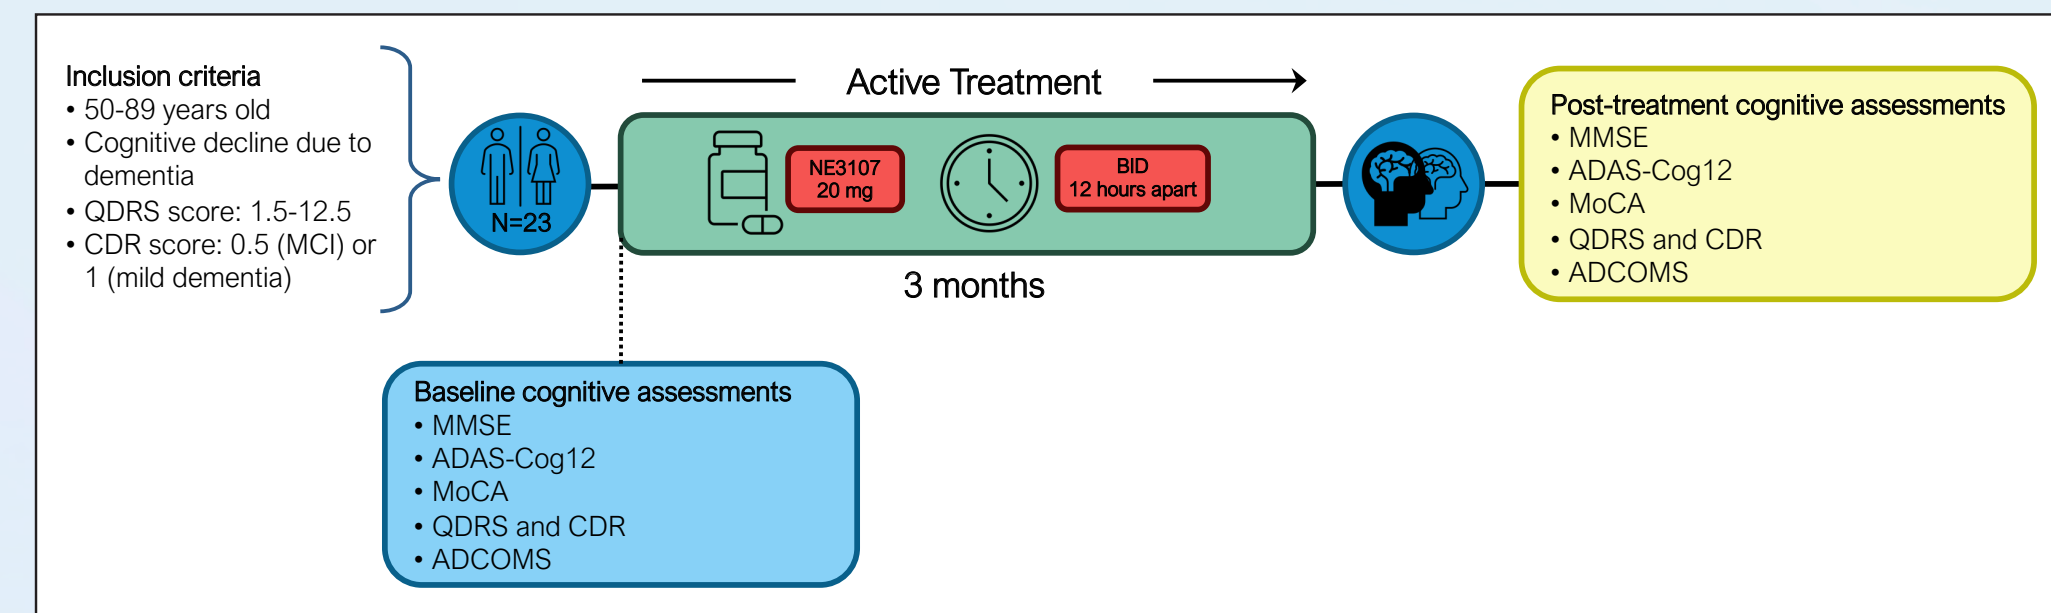 Inclusion criteria
• 50-89 years old
• Cognitive decline due to
dementia
• QDRS score: 1.5-12.5
• CDR score: 0.5 (MCI) or
1 (mild dementia)
N=23
Active Treatment
NE3107
20 mg
BID
12 hours apart
3 months
Baseline cognitive assessments
• MMSE
• ADAS-Cog12
• MoCA
• QDRS and CDR
• ADCOMS
Post-treatment cognitive assessments
• MMSE
• ADAS-Cog12
• MoCA
• QDRS and CDR
• ADCOMS